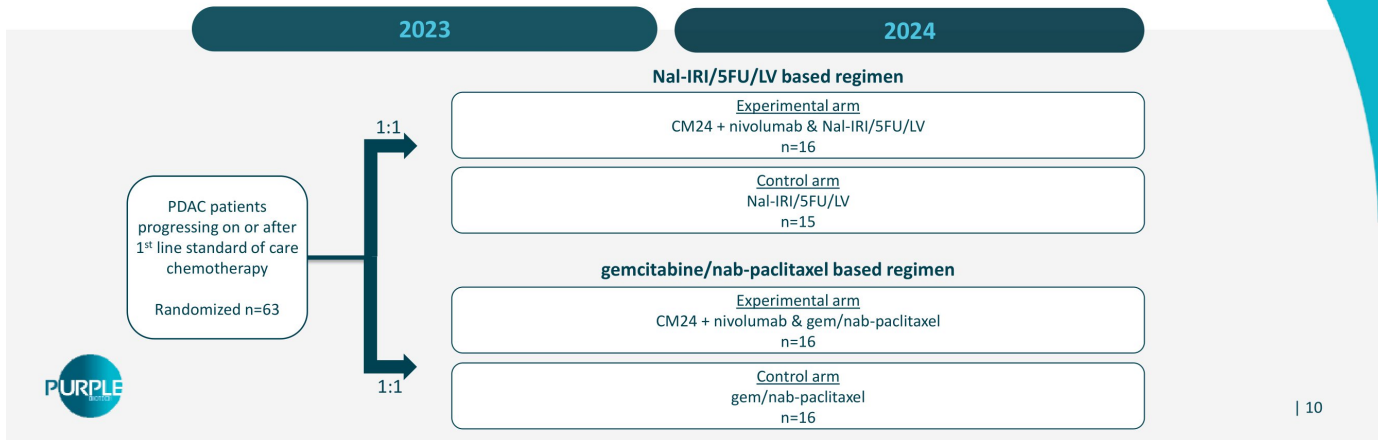 2023
2024
Nal-IRI/5FU/LV based regimen
Experimental arm
CM24 + nivolumab & Nal-IRI/5FU/LV
n=16
1:1
Control arm
Nal-IRI/5FU/LV
n=15
PDAC patients
progressing on or after
1st line standard of care
chemotherapy
Randomized n=63
gemcitabine/nab-paclitaxel based regimen
Experimental arm
CM24 + nivolumab & gem/nab-paclitaxel
n=16
1:1
Control arm
gem/nab-paclitaxel
n=16
PURPLE
BIOTECH
| 10